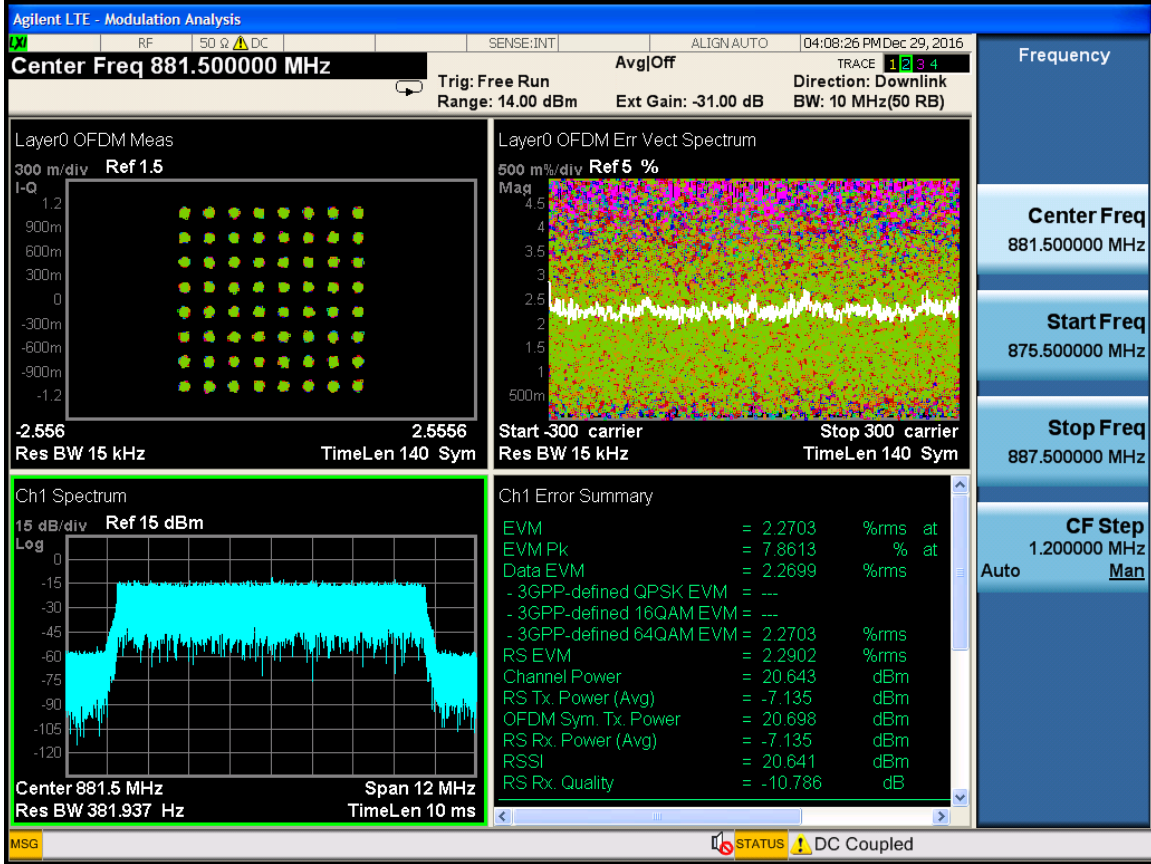 Agilent LTE - Modulation Analysis
LXI RF 50 Ω DC SENSE:INT ALIGN AUTO 04:08:26 PM Dec 29, 2016
Center Freq 881.500000 MHz
Avg|Off
TRACE 1 2 3 4
Trig: Free Run
Direction: Downlink
Range: 14.00 dBm Ext Gain: -31.00 dB BW: 10 MHz(50 RB)
Layer0 OFDM Meas
300 m/div Ref 1.5
I-Q
1.2
900m
600m
300m
0
-300m
-600m
-900m
-1.2
-2.556 2.5556
Res BW 15 kHz TimeLen 140 Sym
Layer0 OFDM Err Vect Spectrum
500 m%/div Ref 5 %
Mag
4.5
4
3.5
3
2.5
2
1.5
1
500m
Start -300 carrier Stop 300 carrier
Res BW 15 kHz TimeLen 140 Sym
Ch1 Spectrum
15 dB/div Ref 15 dBm
Log
0
-15
-30
-45
-60
-75
-90
-105
-120
Center 881.5 MHz Span 12 MHz
Res BW 381.937 Hz TimeLen 10 ms
Ch1 Error Summary
EVM = 2.2703 %rms at
EVM Pk = 7.8613 % at
Data EVM = 2.2699 %rms
- 3GPP-defined QPSK EVM = ---
- 3GPP-defined 16QAM EVM = ---
- 3GPP-defined 64QAM EVM = 2.2703 %rms
RS EVM = 2.2902 %rms
Channel Power = 20.643 dBm
RS Tx. Power (Avg) = -7.135 dBm
OFDM Sym. Tx. Power = 20.698 dBm
RS Rx. Power (Avg) = -7.135 dBm
RSSI = 20.641 dBm
RS Rx. Quality = -10.786 dB
Frequency
Center Freq
881.500000 MHz
Start Freq
875.500000 MHz
Stop Freq
887.500000 MHz
CF Step
1.200000 MHz
Auto Man
MSG STATUS DC Coupled